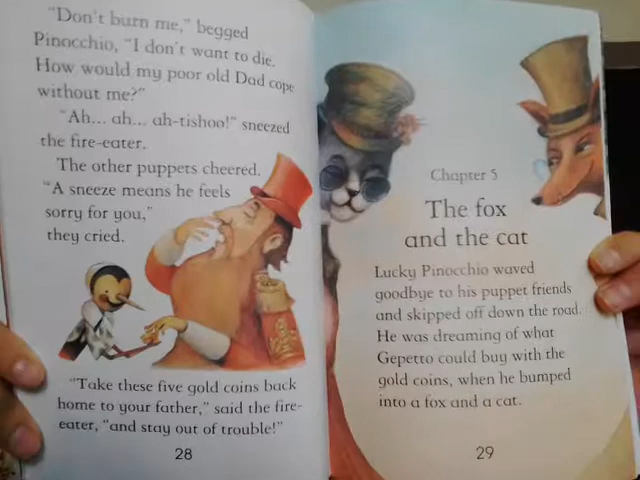 "Don't burn me," begged
Pinocchio, "I don't want to die.
How would my poor old Dad cope
without me?"
"Ah... ah... ah-tishoo!" sneezed
the fire-eater.
The other puppets cheered.
"A sneeze means he feels
sorry for you,"
they cried.
"Take these five gold coins back
home to your father," said the fire-
eater, "and stay out of trouble!"
28
Chapter 5
The fox
and the cat
Lucky Pinocchio waved
goodbye to his puppet friends
and skipped off down the road.
He was dreaming of what
Gepetto could buy with the
gold coins, when he bumped
into a fox and a cat.
29